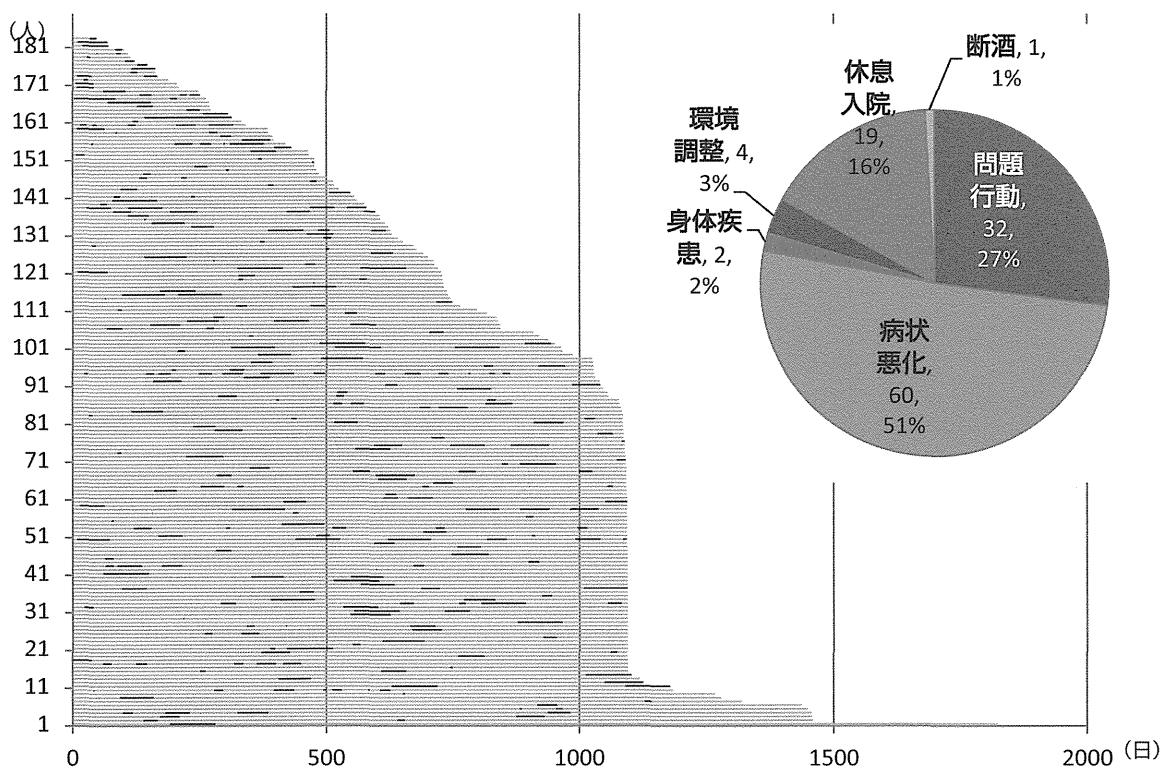 （人）
181
171
161
151
141
131
121
111
101
91
81
71
61
51
41
31
21
11
1
0
500
1000
1500
2000
（日）
断酒, 1,
1%
休息
入院,
19,
16%
環境
調整, 4,
3%
身体疾
患, 2,
2%
問題
行動,
32,
27%
病状
悪化,
60,
51%